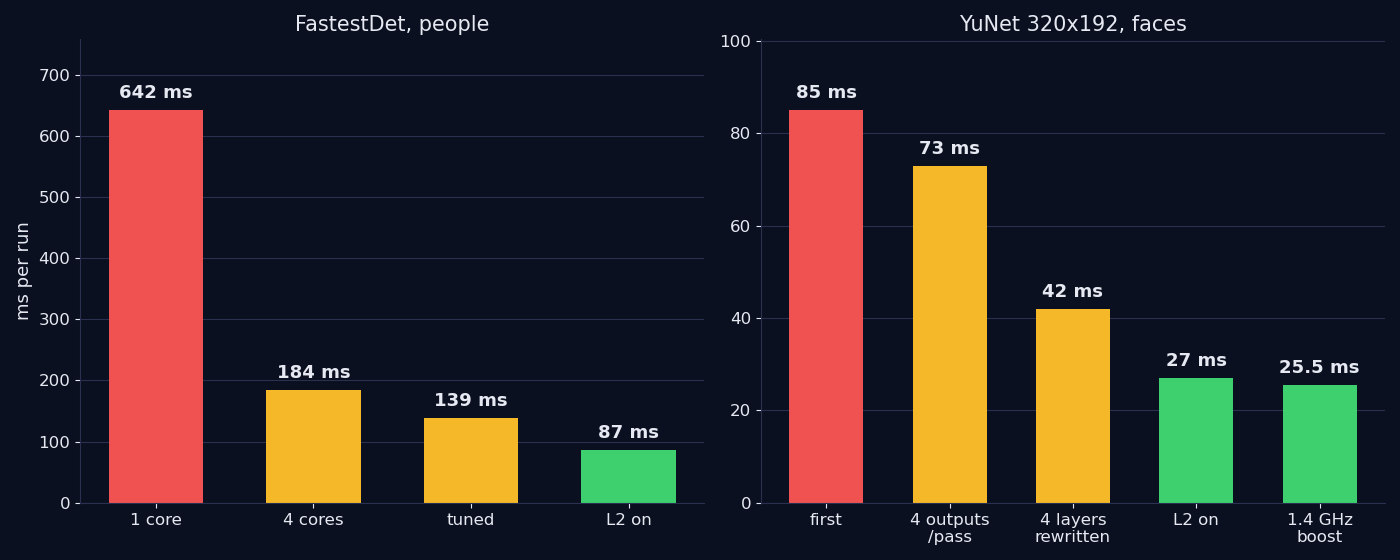 FastestDet, people
ms per run
700
600
500
400
300
200
100
0
642 ms
184 ms
139 ms
87 ms
1 core
4 cores
tuned
L2 on
YuNet 320x192, faces
100
80
60
40
20
0
85 ms
73 ms
42 ms
27 ms
25.5 ms
first
4 outputs
/pass
4 layers
rewritten
L2 on
1.4 GHz
boost